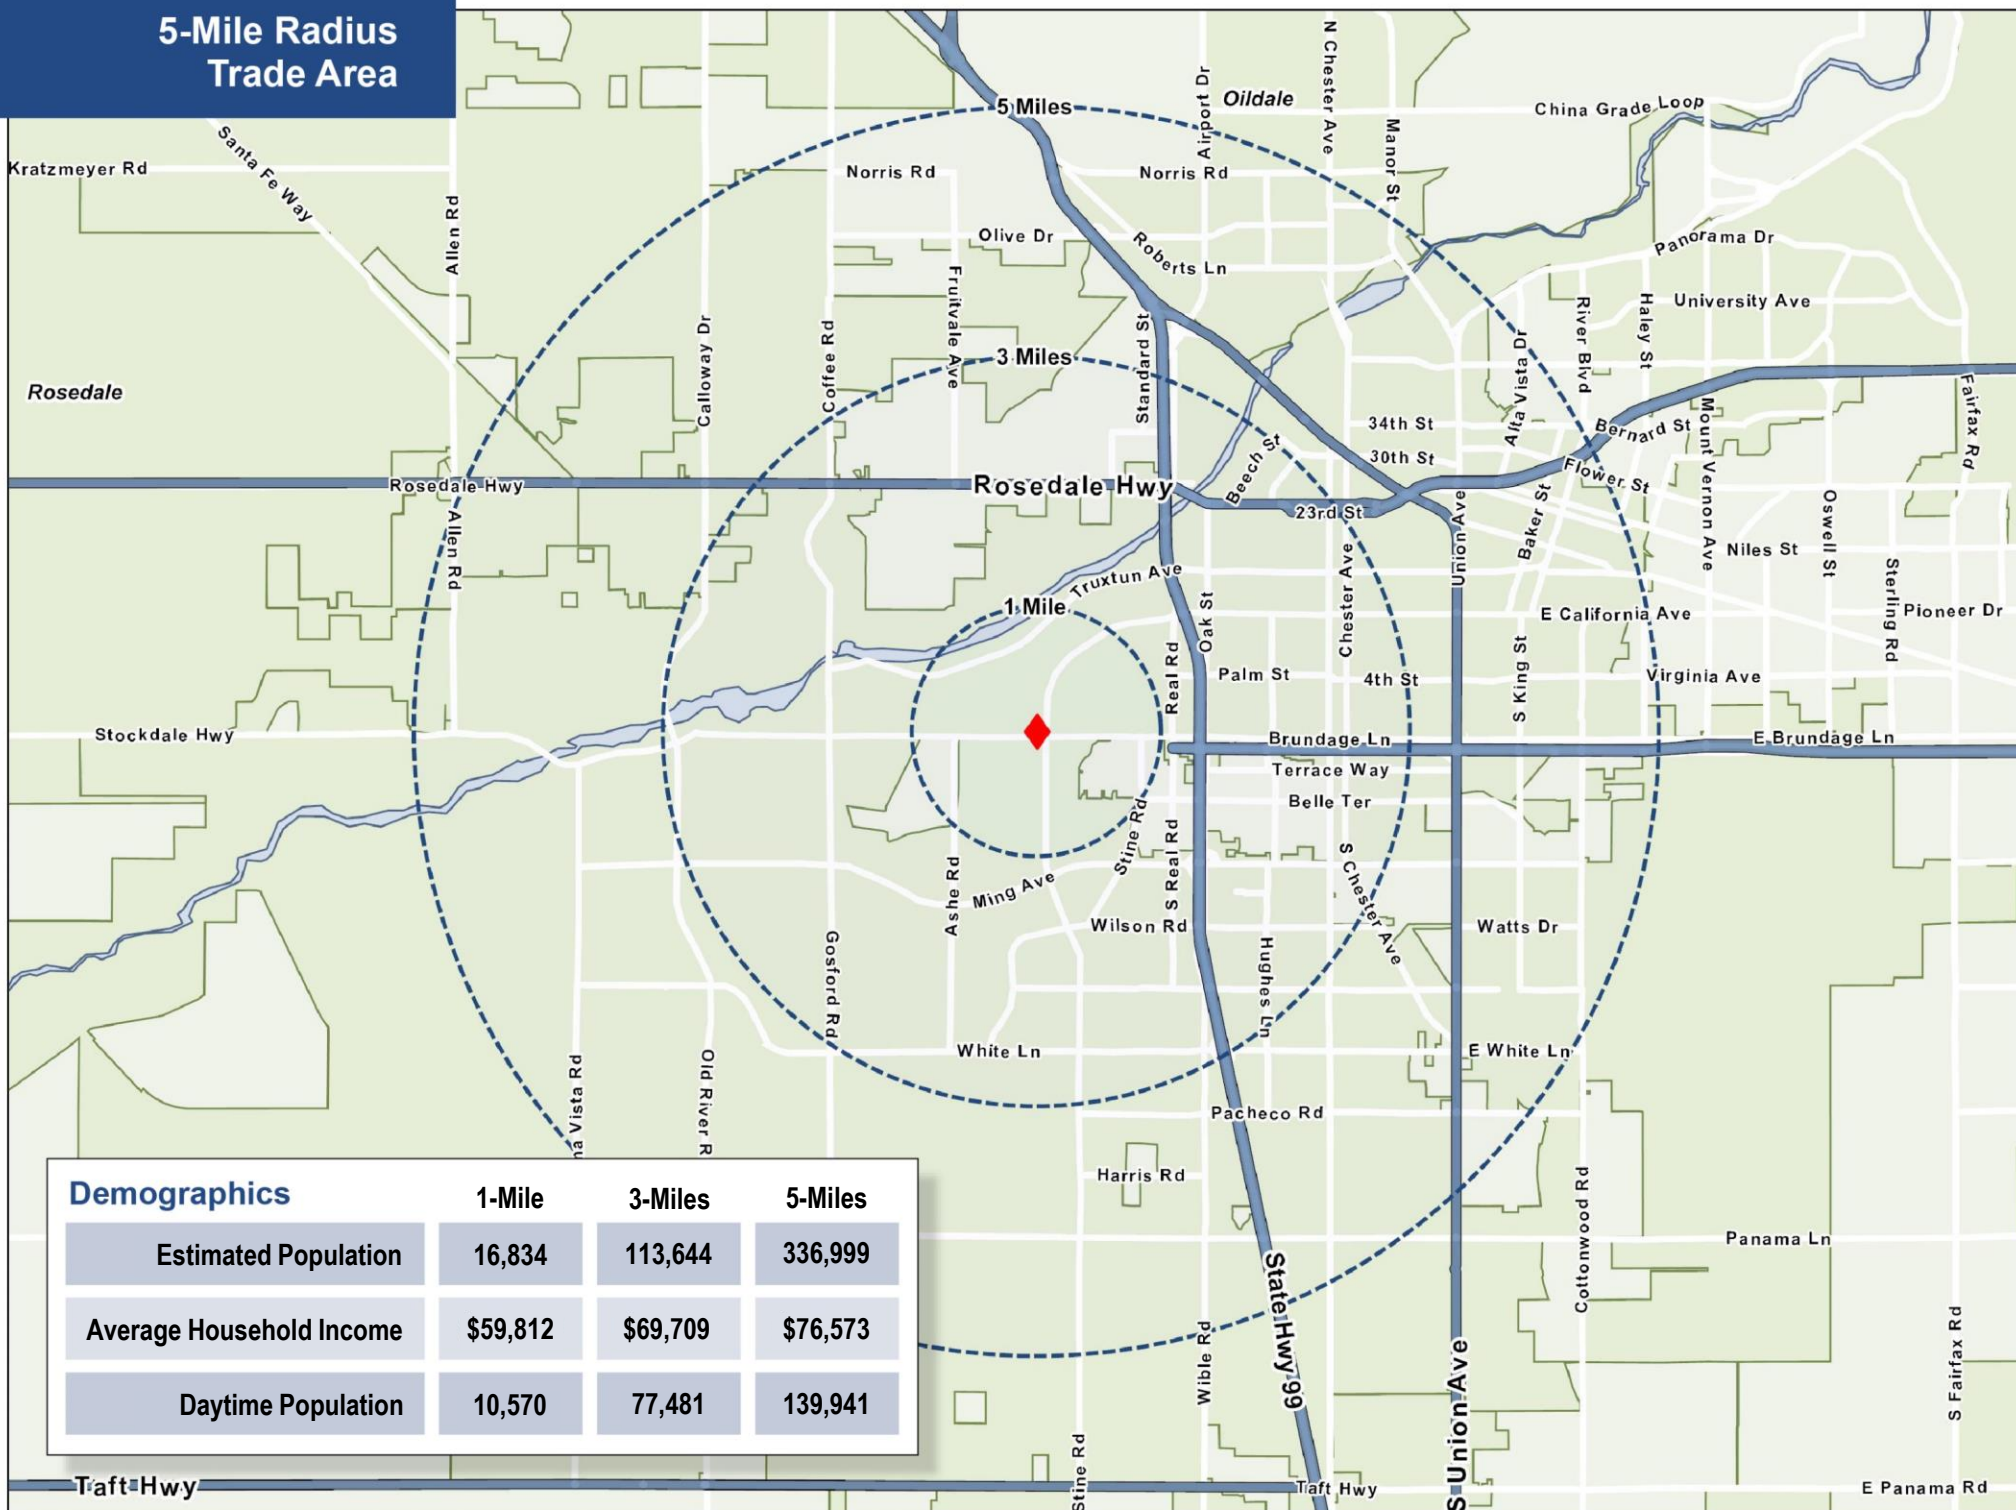 5-Mile Radius
Trade Area
5 Miles
Oildale
Airport Dr
N Chester Ave
Manor St
China Grade Loop
Kratzmeyer Rd
Santa Fe Way
Allen Rd
Norris Rd
Norris Rd
Olive Dr
Roberts Ln
Panorama Dr
Fruitvale Ave
University Ave
River Blvd
Haley St
Calloway Dr
Coffee Rd
Standard St
Alta Vista Dr
3 Miles
Rosedale
Fairfax Rd
34th St
Bernard St
Mount Vernon Ave
30th St
Beech St
Flower St
Rosedale Hwy
Rosedale Hwy
23rd St
Union Ave
Baker St
Oswell St
Allen Rd
Niles St
Truxtun Ave
Chester Ave
Sterling Rd
1 Mile
Oak St
E California Ave
Pioneer Dr
Real Rd
Palm St
4th St
S King St
Virginia Ave
Stockdale Hwy
Brundage Ln
E Brundage Ln
Terrace Way
Belle Ter
Stine Rd
S Real Rd
S Chester Ave
Ashe Rd
Ming Ave
Wilson Rd
Watts Dr
Gosford Rd
Hughes Ln
White Ln
E White Ln
na Vista Rd
Old River R
Pacheco Rd
Harris Rd
Cottonwood Rd
Panama Ln
State Hwy 99
Wible Rd
S Union Ave
S Fairfax Rd
Demographics 1-Mile 3-Miles 5-Miles
Estimated Population 16,834 113,644 336,999
Average Household Income $59,812 $69,709 $76,573
Daytime Population 10,570 77,481 139,941
Stine Rd
Taft Hwy
Taft Hwy
E Panama Rd